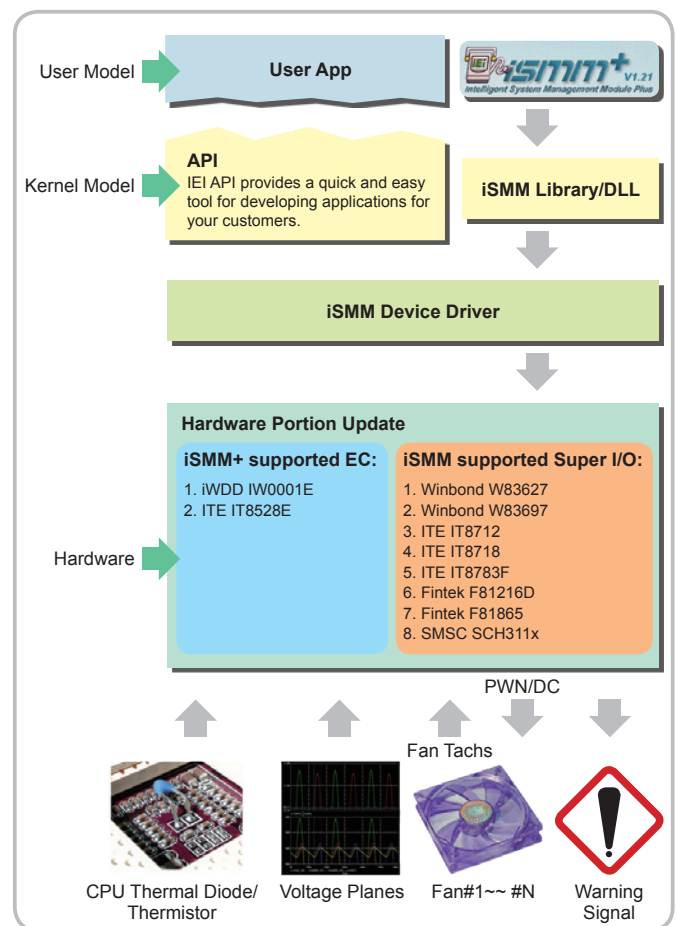 User Model
User App
iEi
iSMM+
V1.21
Intelligent System Management Module Plus
Kernel Model
API
IEI API provides a quick and easy
tool for developing applications for
your customers.
iSMM Library/DLL
iSMM Device Driver
Hardware
Hardware Portion Update
iSMM+ supported EC:
1. iWDD IW0001E
2. ITE IT8528E
iSMM supported Super I/O:
1. Winbond W83627
2. Winbond W83697
3. ITE IT8712
4. ITE IT8718
5. ITE IT8783F
6. Fintek F81216D
7. Fintek F81865
8. SMSC SCH311x
PWN/DC
Fan Tachs
CPU Thermal Diode/
Thermistor
Voltage Planes
Fan#1~~ #N
Warning
Signal